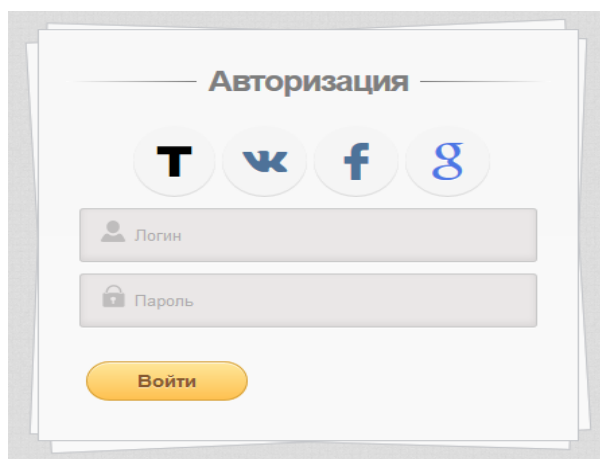 Авторизация
T VK f g
Логин
Пароль
Войти